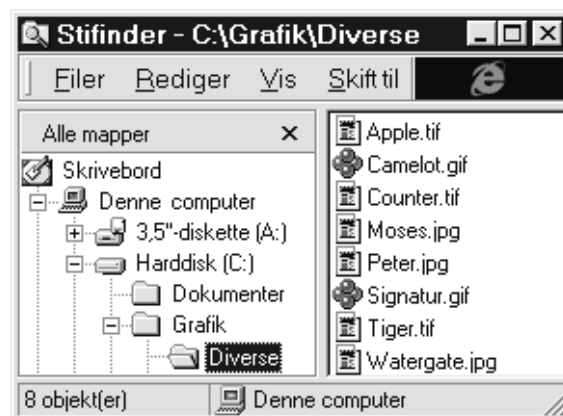 Stifinder - C:\Grafik\Diverse
Filer Rediger Vis Skift til
Alle mapper
Skrivebord
Denne computer
3,5"-diskette (A:)
Harddisk (C:)
Dokumenter
Grafik
Diverse
Apple.tif
Camelot.gif
Counter.tif
Moses.jpg
Peter.jpg
Signatur.gif
Tiger.tif
Watergate.jpg
8 objekt(er)
Denne computer